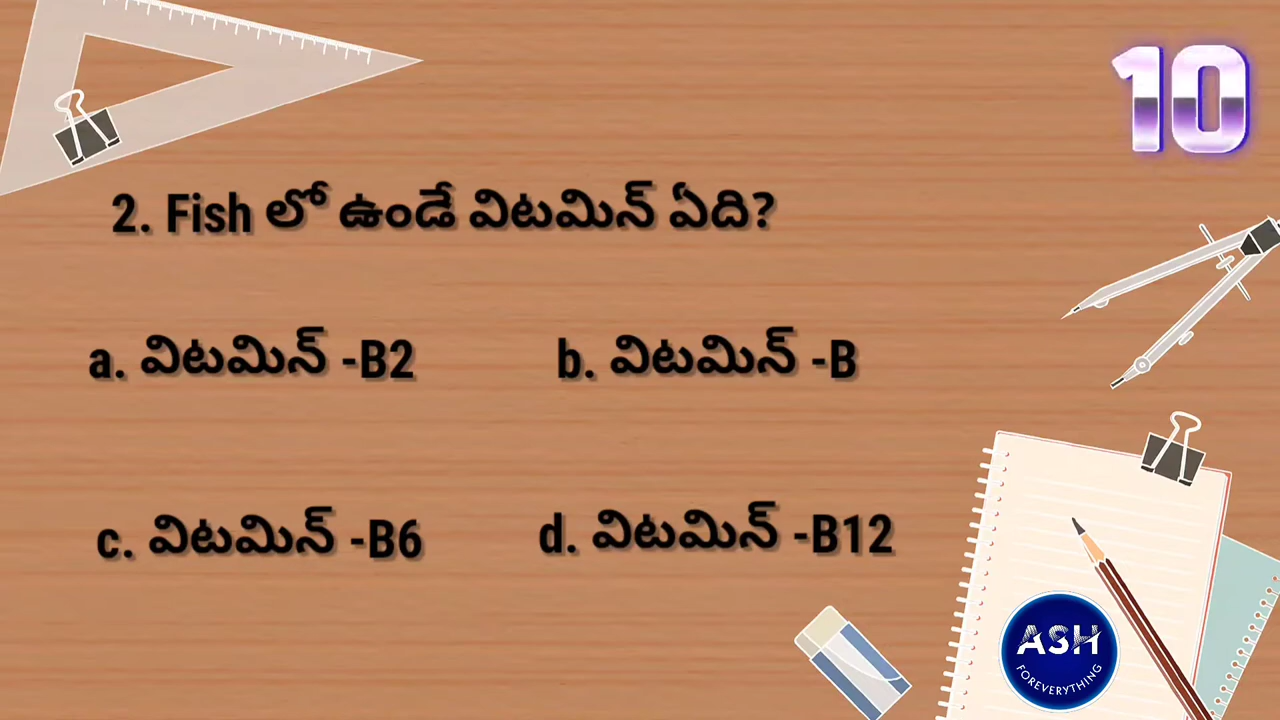 10
2. Fish లో ఉండే విటమిన్ ఏది?
a. విటమిన్ -B2
b. విటమిన్ -B
c. విటమిన్ -B6
d. విటమిన్ -B12
ASH
FOREVERYTHING